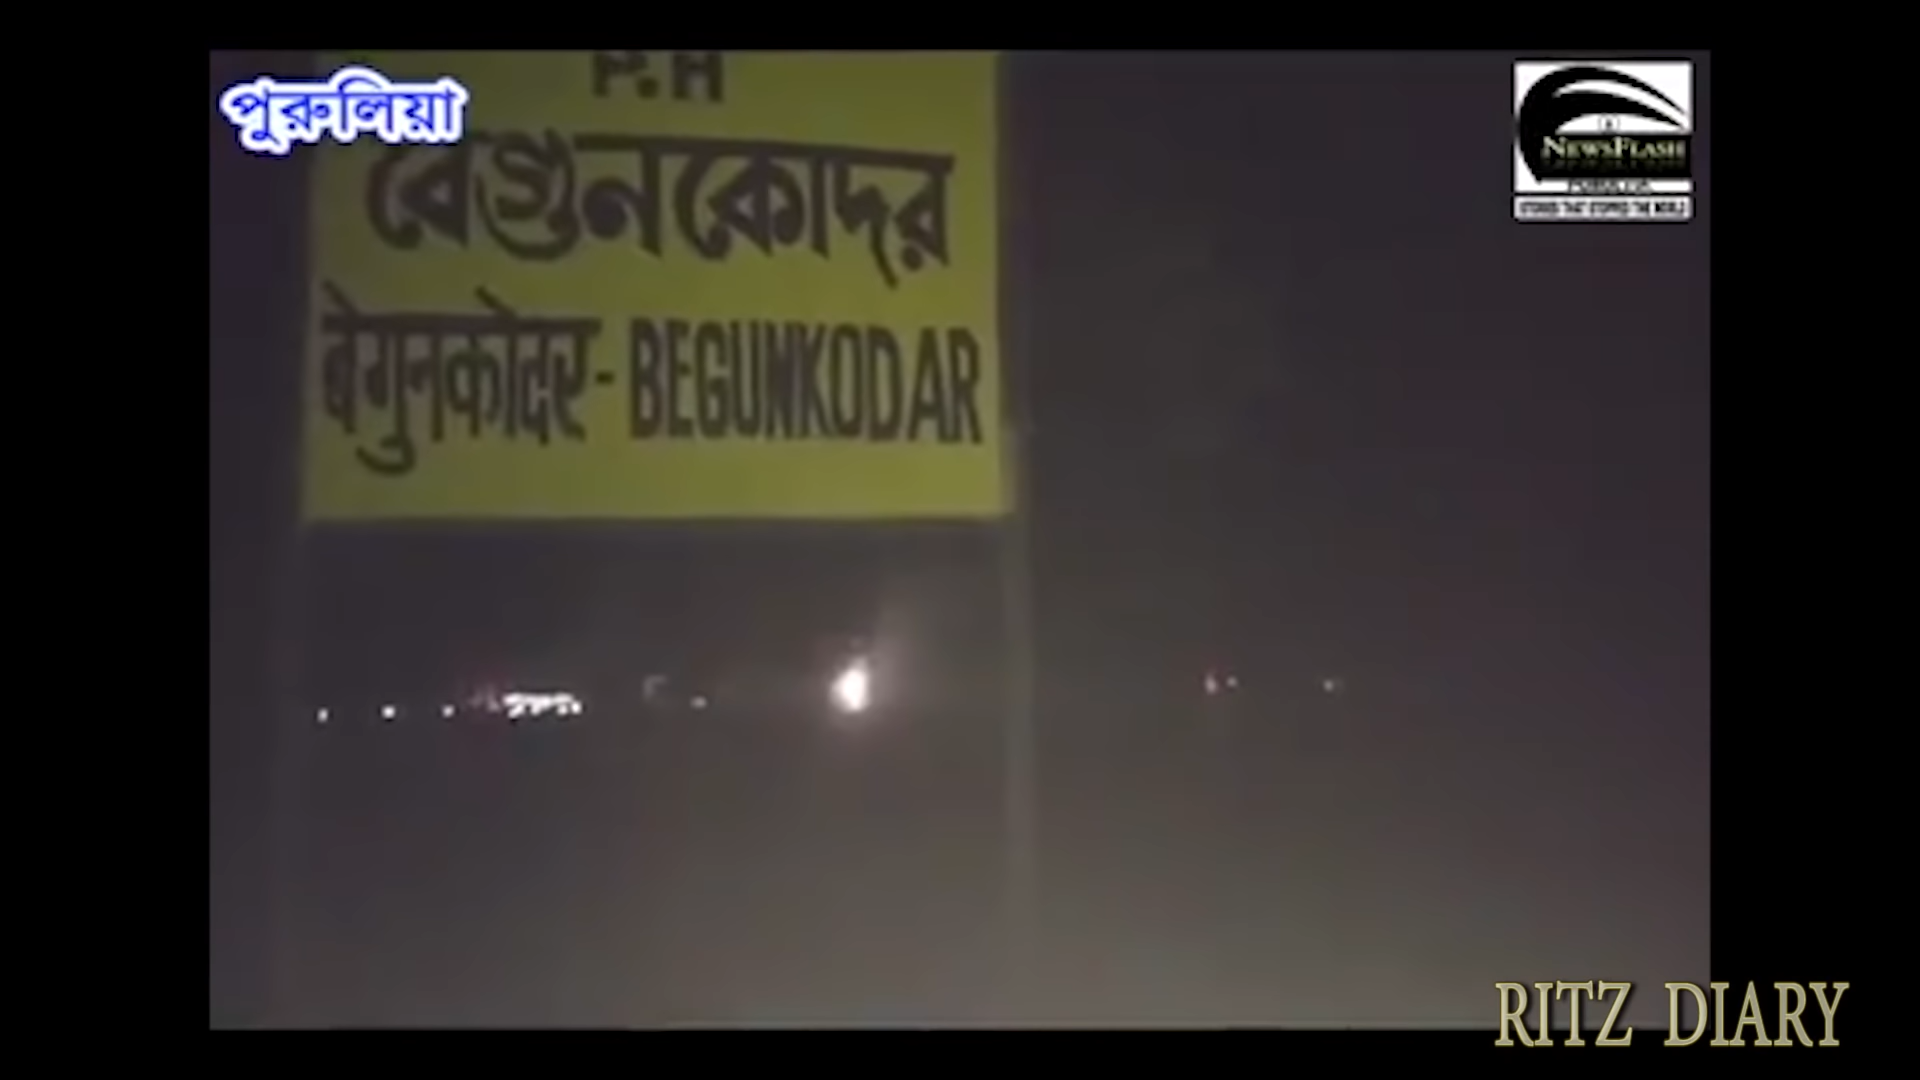 পুরুলিয়া
P.H
বেগুনকোদর
बेगुनकोदर - BEGUNKODAR
NEWSFLASH
RITZ DIARY